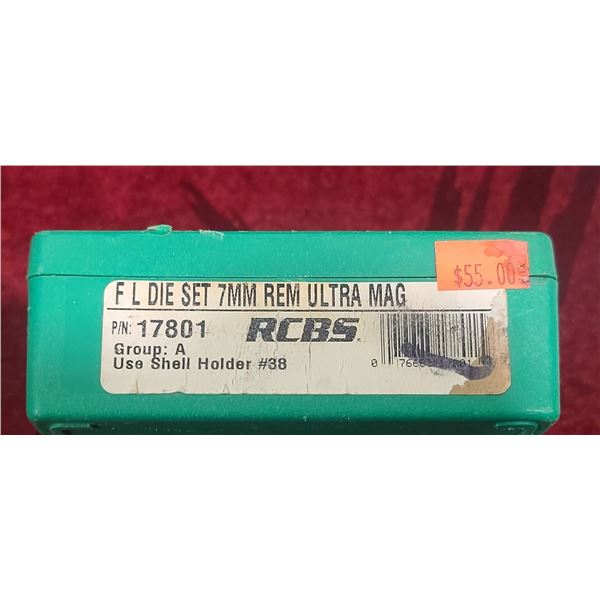 $55.00
F L DIE SET 7MM REM ULTRA MAG
P/N: 17801 RCBS
Group: A
Use Shell Holder #38